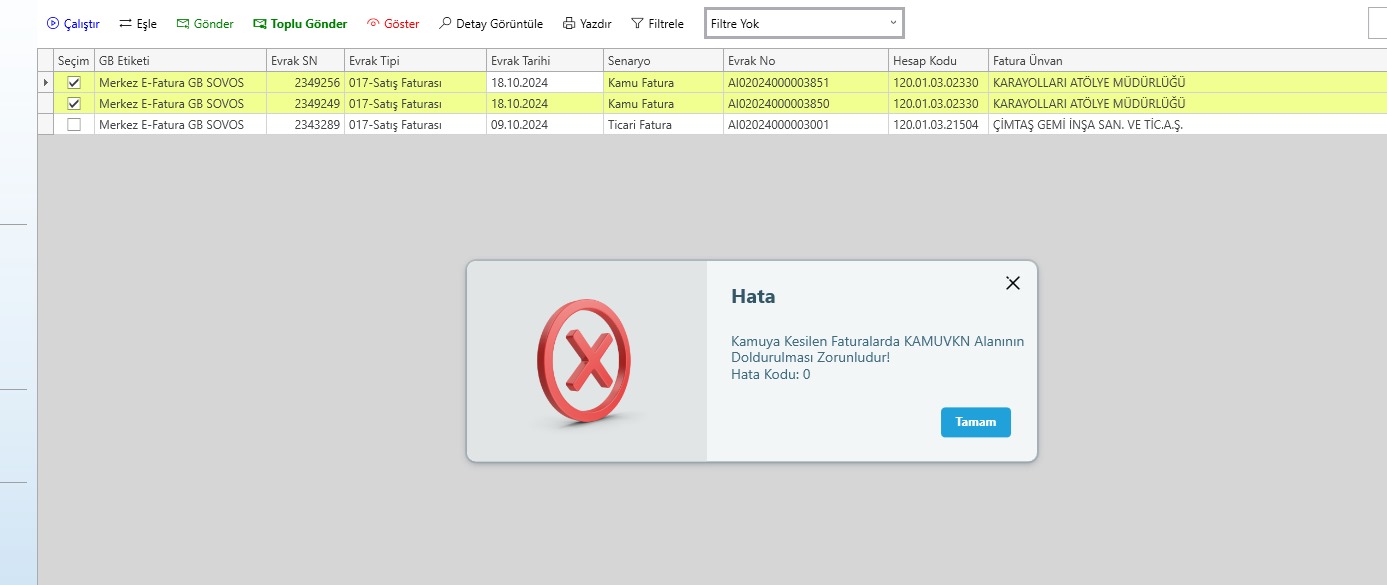 Çalıştır Eşle Gönder Toplu Gönder Göster Detay Görüntüle Yazdır Filtrele Filtre Yok
Seçim GB Etiketi Evrak SN Evrak Tipi Evrak Tarihi Senaryo Evrak No Hesap Kodu Fatura Ünvan
Merkez E-Fatura GB SOVOS 2349256 017-Satış Faturası 18.10.2024 Kamu Fatura AI02024000003851 120.01.03.02330 KARAYOLLARI ATÖLYE MÜDÜRLÜĞÜ
Merkez E-Fatura GB SOVOS 2349249 017-Satış Faturası 18.10.2024 Kamu Fatura AI02024000003850 120.01.03.02330 KARAYOLLARI ATÖLYE MÜDÜRLÜĞÜ
Merkez E-Fatura GB SOVOS 2343289 017-Satış Faturası 09.10.2024 Ticari Fatura AI02024000003001 120.01.03.21504 ÇİMTAŞ GEMİ İNŞA SAN. VE TİC.A.Ş.
Hata
Kamuya Kesilen Faturalarda KAMUVKN Alanının
Doldurulması Zorunludur!
Hata Kodu: 0
Tamam